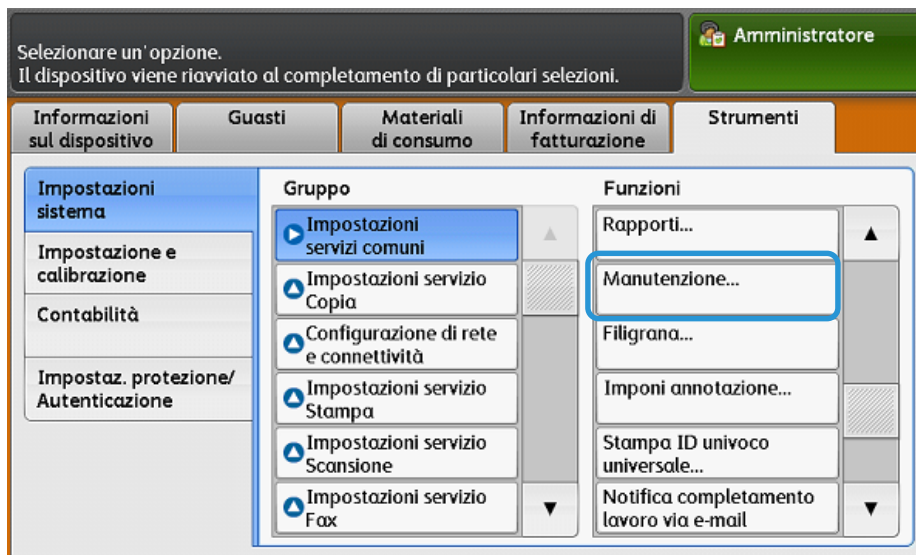 Selezionare un'opzione.
Il dispositivo viene riavviato al completamento di particolari selezioni.
Amministratore
Informazioni
sul dispositivo
Guasti
Materiali
di consumo
Informazioni di
fatturazione
Strumenti
Impostazioni
sistema
Impostazione e
calibrazione
Contabilità
Impostaz. protezione/
Autenticazione
Gruppo
Impostazioni
servizi comuni
Impostazioni servizio
Copia
Configurazione di rete
e connettività
Impostazioni servizio
Stampa
Impostazioni servizio
Scansione
Impostazioni servizio
Fax
Funzioni
Rapporti...
Manutenzione...
Filigrana...
Imponi annotazione...
Stampa ID univoco
universale...
Notifica completamento
lavoro via e-mail